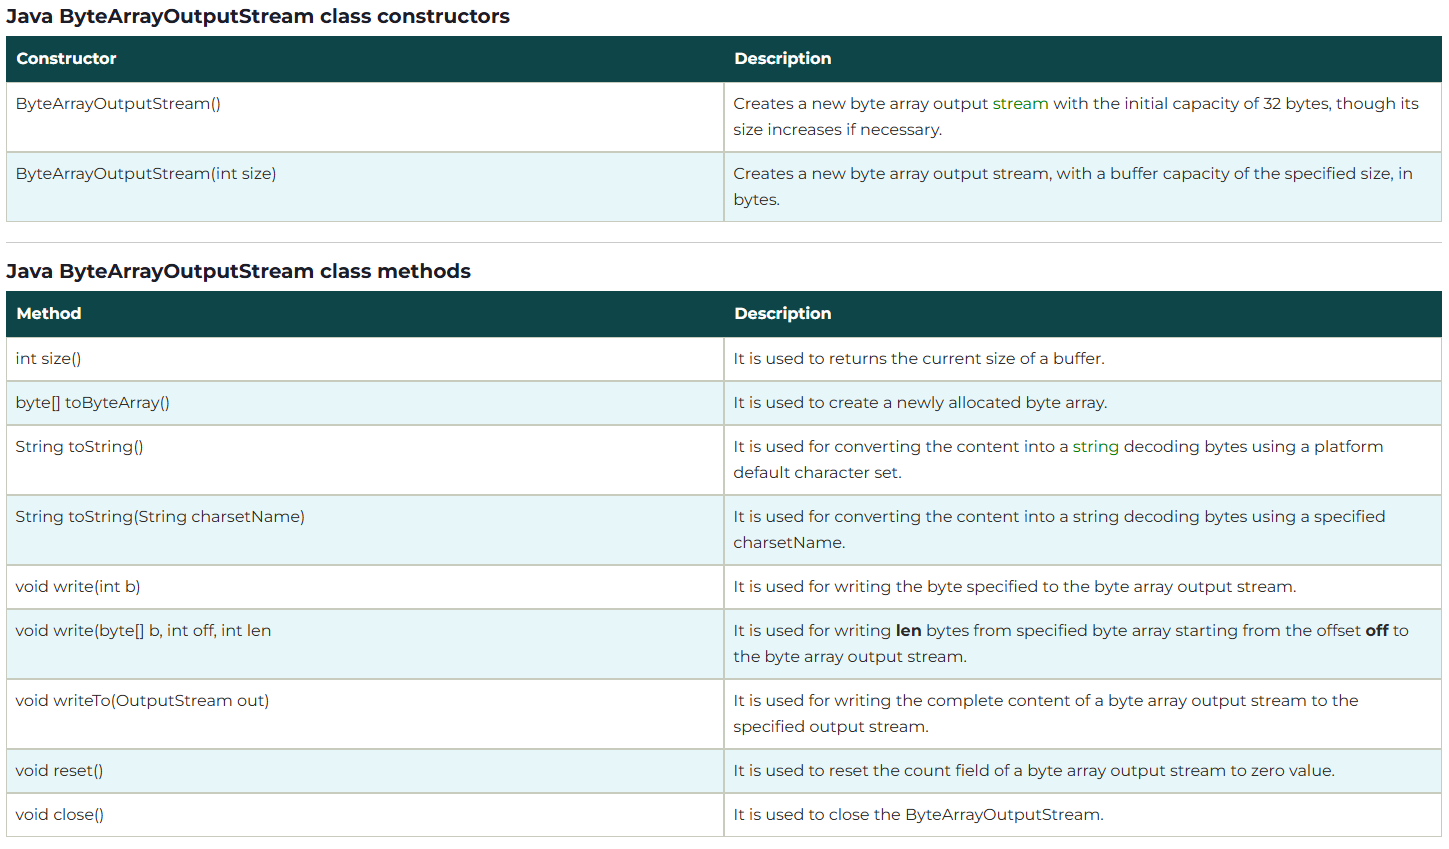 Java ByteArrayOutputStream class constructors
Constructor Description
ByteArrayOutputStream() Creates a new byte array output stream with the initial capacity of 32 bytes, though its
size increases if necessary.
ByteArrayOutputStream(int size) Creates a new byte array output stream, with a buffer capacity of the specified size, in
bytes.
Java ByteArrayOutputStream class methods
Method Description
int size() It is used to returns the current size of a buffer.
byte[] toByteArray() It is used to create a newly allocated byte array.
String toString() It is used for converting the content into a string decoding bytes using a platform
default character set.
String toString(String charsetName) It is used for converting the content into a string decoding bytes using a specified
charsetName.
void write(int b) It is used for writing the byte specified to the byte array output stream.
void write(byte[] b, int off, int len It is used for writing len bytes from specified byte array starting from the offset off to
the byte array output stream.
void writeTo(OutputStream out) It is used for writing the complete content of a byte array output stream to the
specified output stream.
void reset() It is used to reset the count field of a byte array output stream to zero value.
void close() It is used to close the ByteArrayOutputStream.